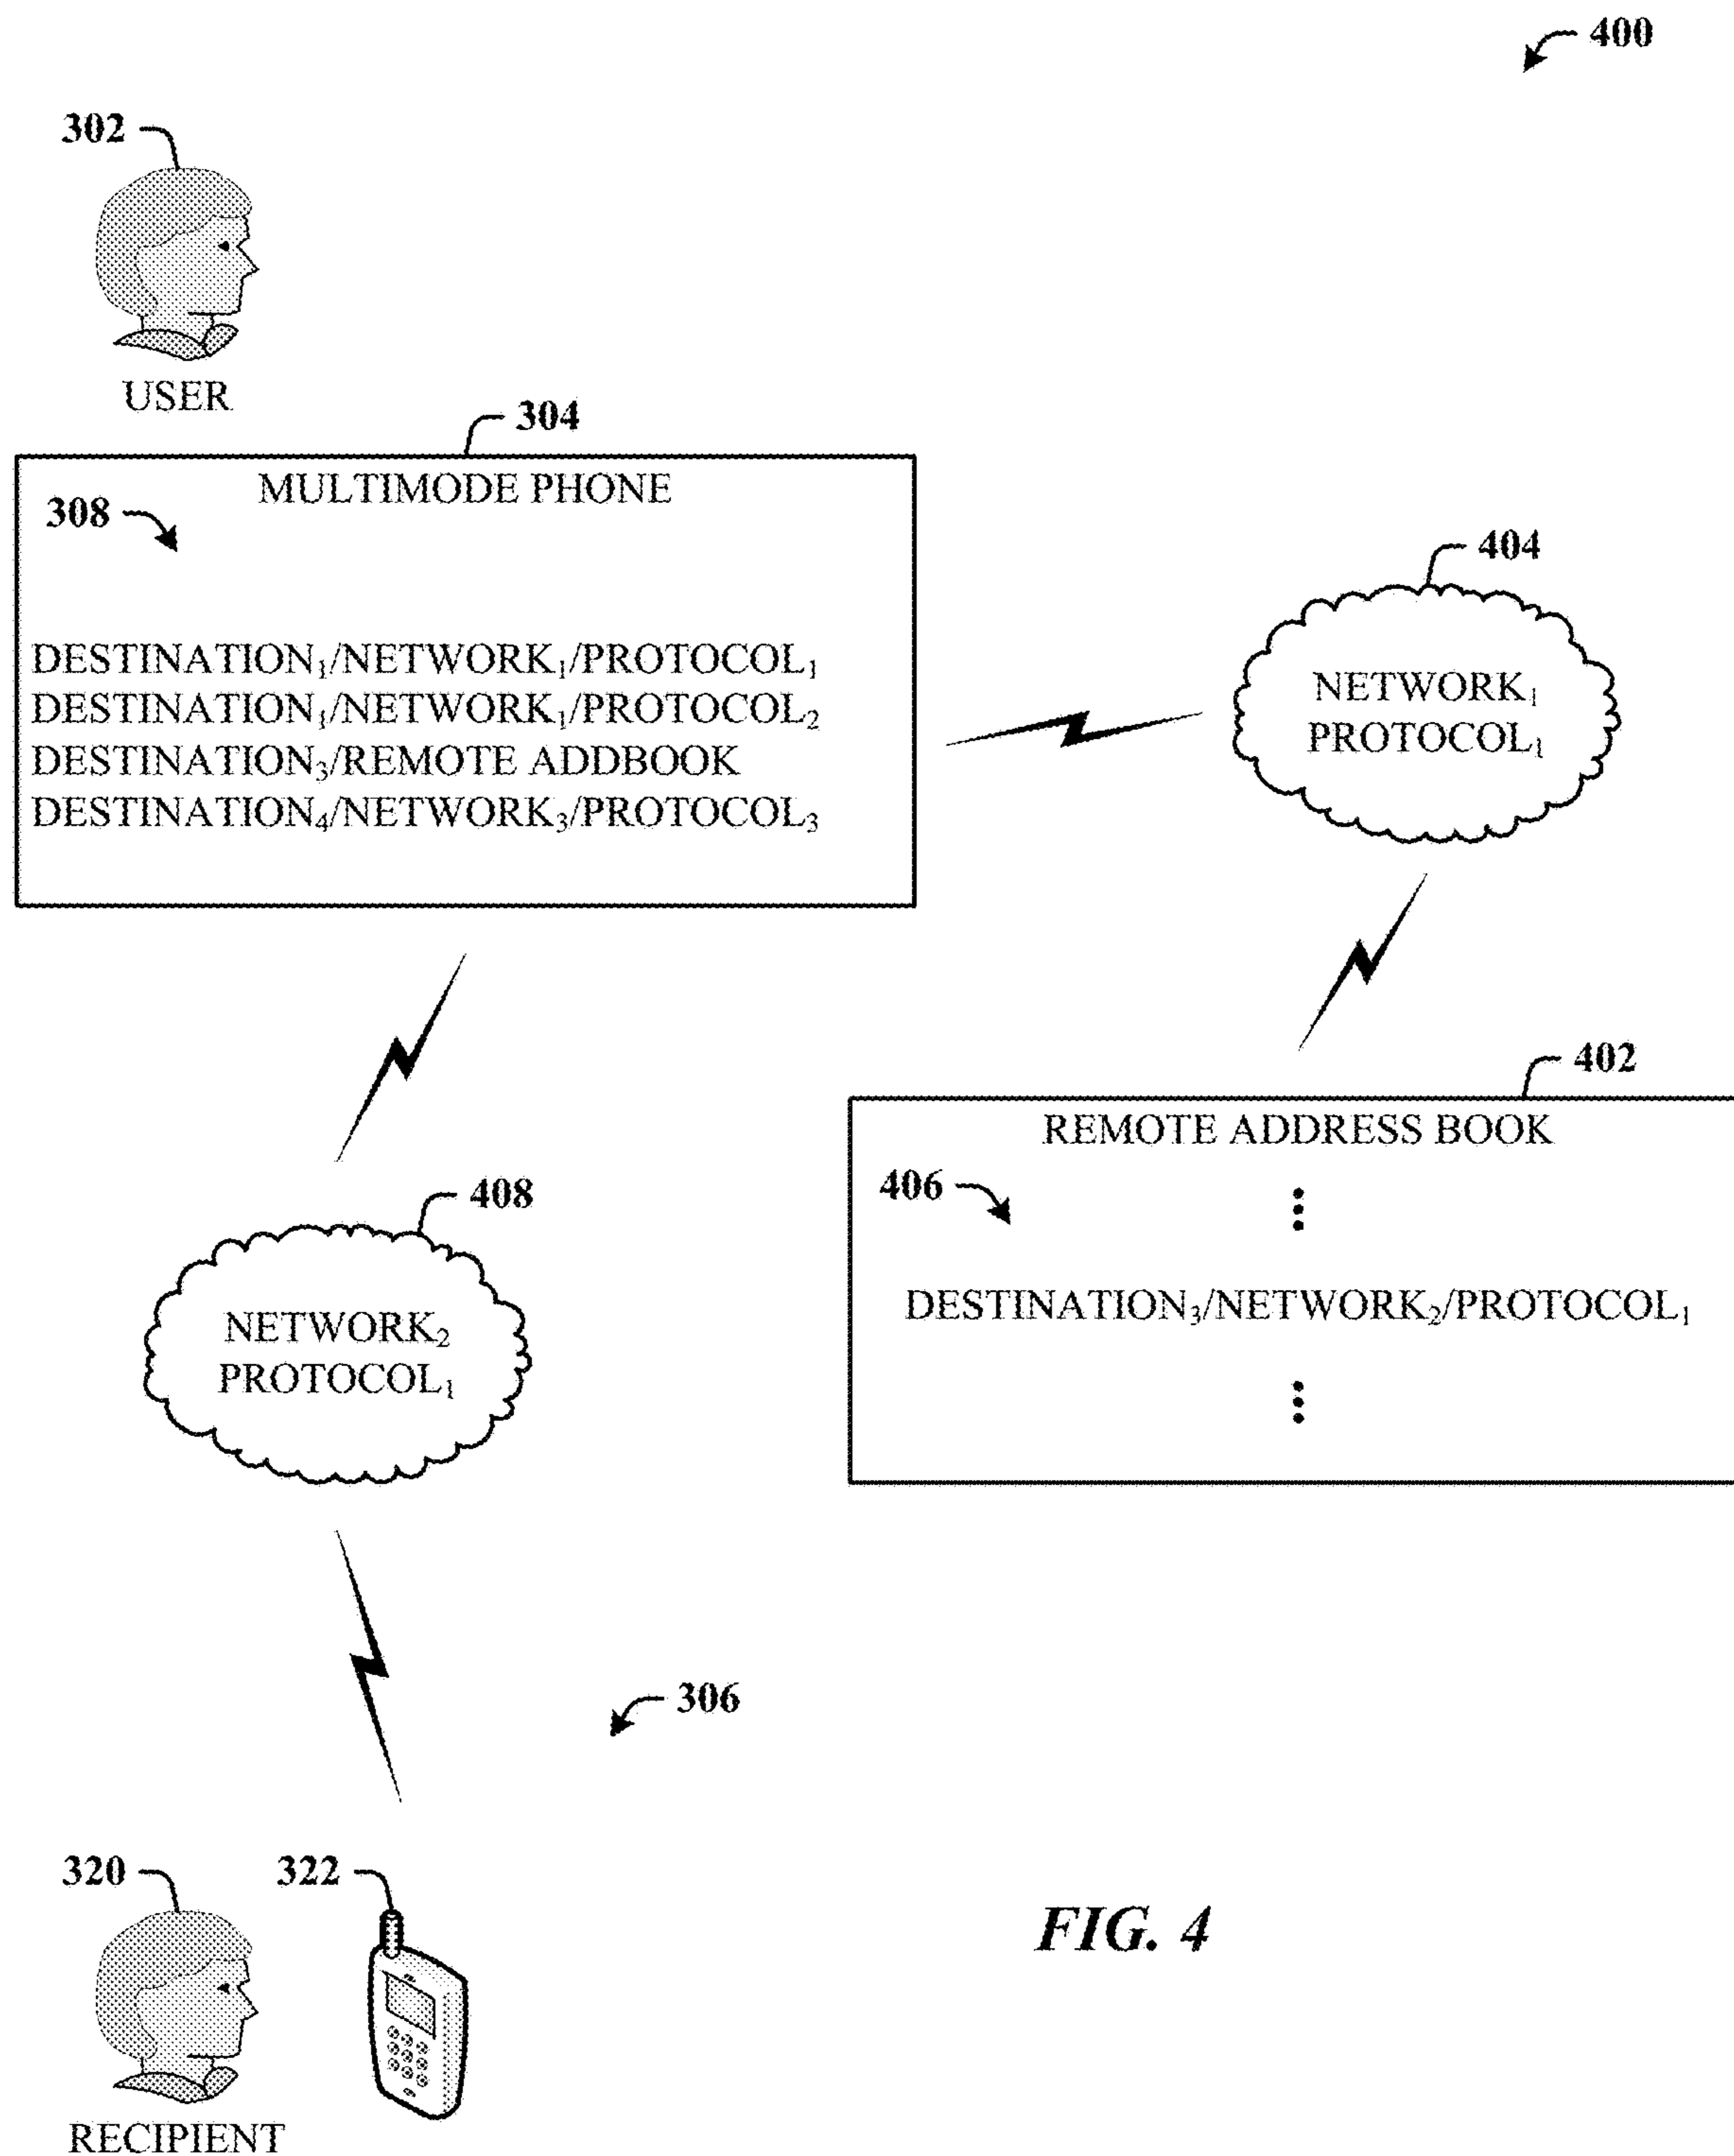 400
302
USER
304
MULTIMODE PHONE
308
DESTINATION₁/NETWORK₁/PROTOCOL₁
DESTINATION₁/NETWORK₁/PROTOCOL₂
DESTINATION₃/REMOTE ADDBOOK
DESTINATION₄/NETWORK₃/PROTOCOL₃
404
NETWORK₁
PROTOCOL₁
402
REMOTE ADDRESS BOOK
406
DESTINATION₃/NETWORK₂/PROTOCOL₁
408
NETWORK₂
PROTOCOL₁
306
320
322
RECIPIENT
FIG. 4